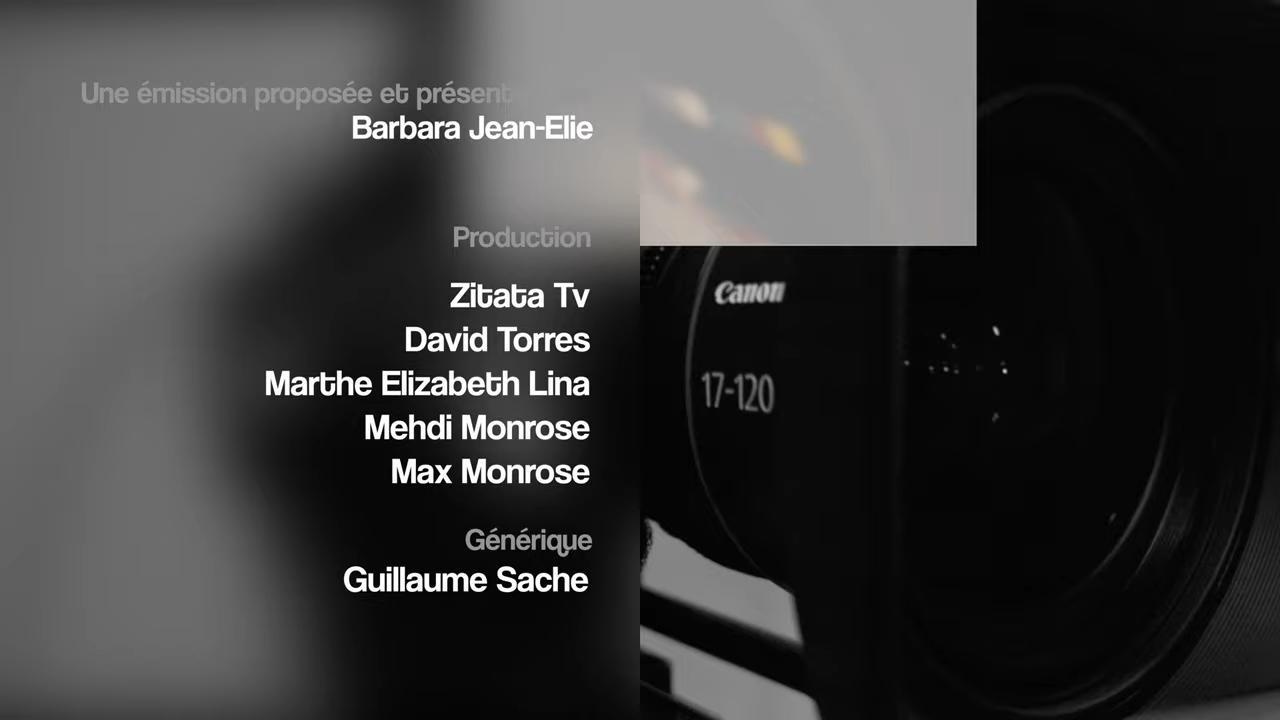 Une émission proposée et présent
Barbara Jean-Elie
Production
Zitata Tv
David Torres
Marthe Elizabeth Lina
Mehdi Monrose
Max Monrose
Générique
Guillaume Sache
Canon
17-120